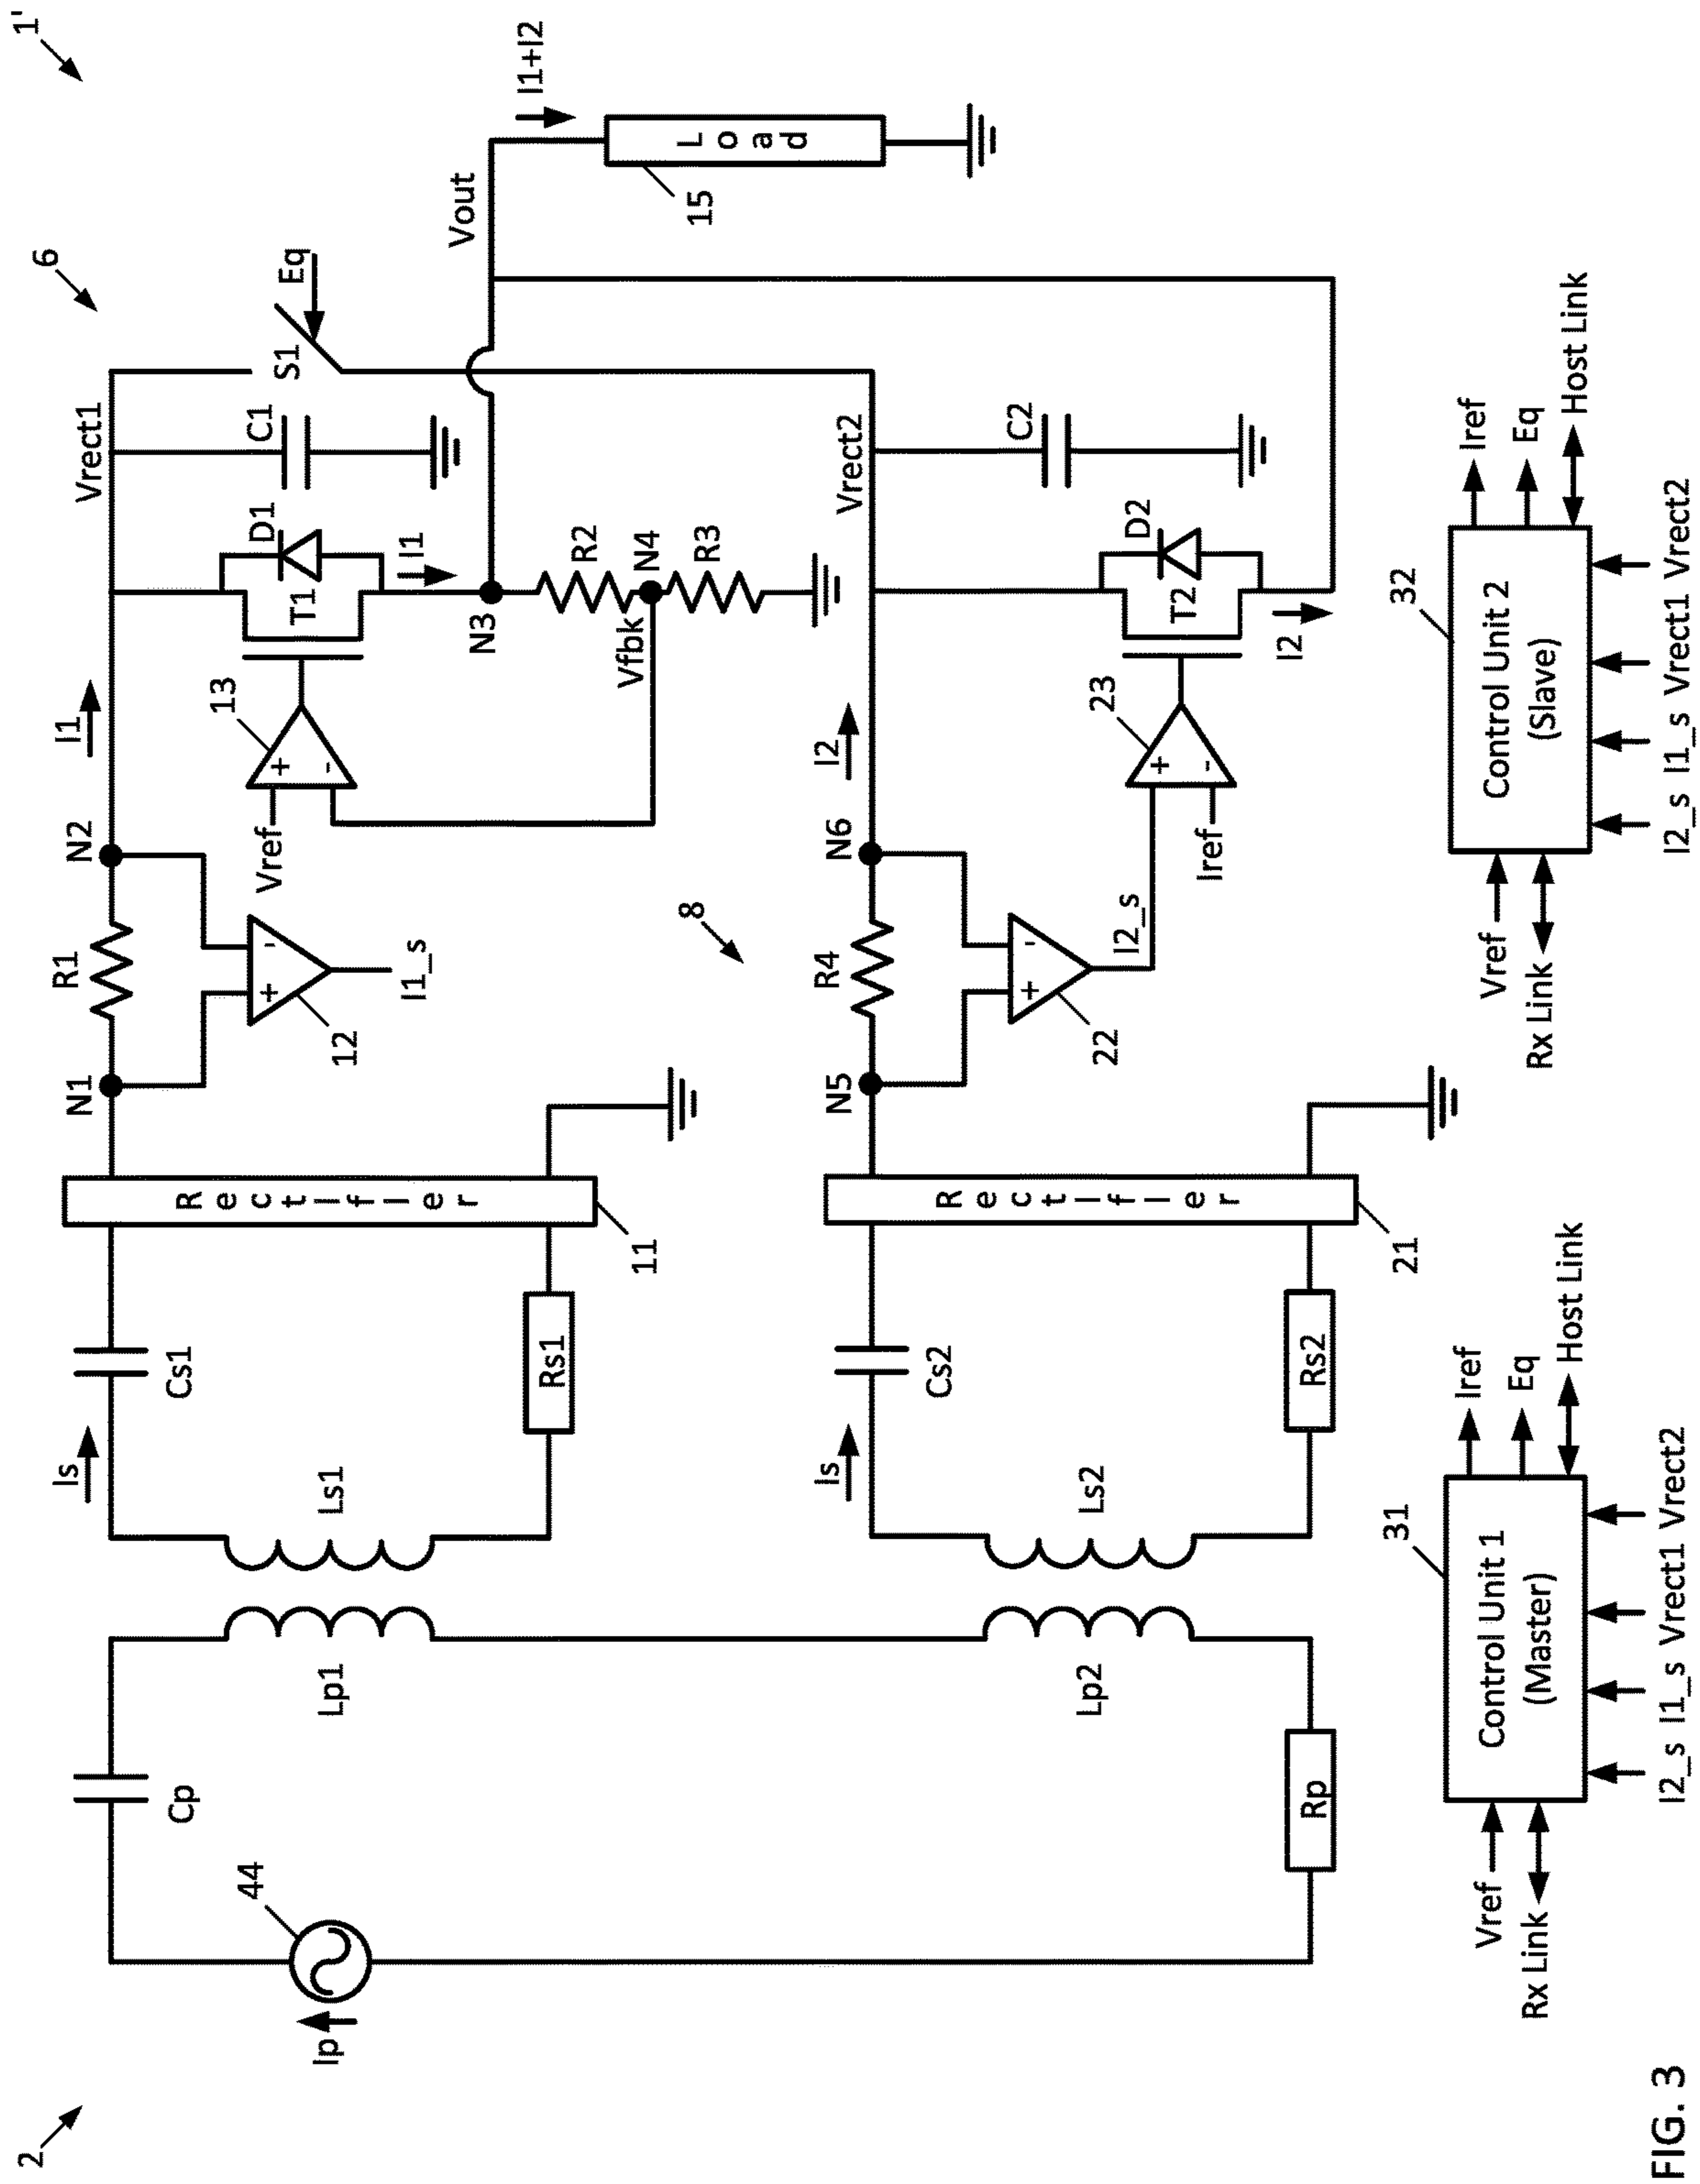 2
1'
6
Ip
44
Cp
Lp1
Lp2
Rp
Is
Ls1
Cs1
Rs1
Rectifier
11
N1
R1
N2
+
-
12
I1_s
I1
Vref
+
-
13
T1
D1
I1
Vrect1
C1
S1
Eq
N3
R2
Vfbk
N4
R3
Vout
I1+I2
Load
15
8
Is
Ls2
Cs2
Rs2
Rectifier
21
N5
R4
N6
+
-
22
I2_s
I2
Iref
+
-
23
T2
D2
I2
Vrect2
C2
31
Control Unit 1
(Master)
Vref
Rx Link
Iref
Eq
Host Link
I2_s I1_s Vrect1 Vrect2
32
Control Unit 2
(Slave)
Vref
Rx Link
Iref
Eq
Host Link
I2_s I1_s Vrect1 Vrect2
FIG. 3